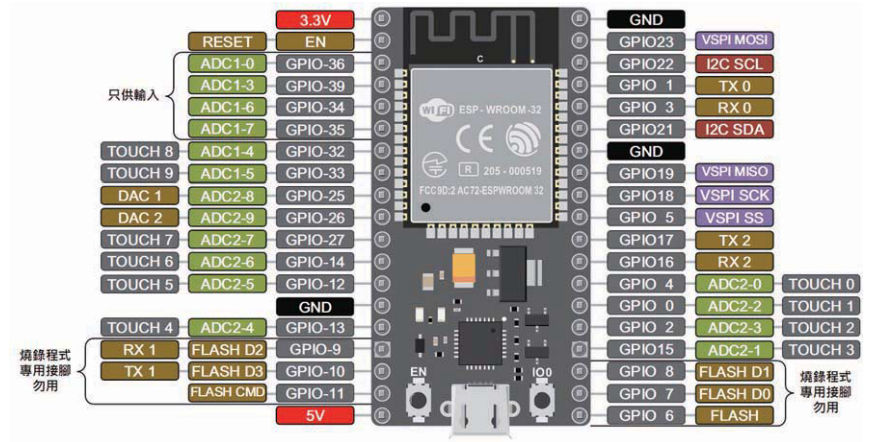 3.3V
RESET EN
ADC1-0 GPIO-36
ADC1-3 GPIO-39
只供輸入
ADC1-6 GPIO-34
ADC1-7 GPIO-35
TOUCH 8 ADC1-4 GPIO-32
TOUCH 9 ADC1-5 GPIO-33
DAC 1 ADC2-8 GPIO-25
DAC 2 ADC2-9 GPIO-26
TOUCH 7 ADC2-7 GPIO-27
TOUCH 6 ADC2-6 GPIO-14
TOUCH 5 ADC2-5 GPIO-12
GND
TOUCH 4 ADC2-4 GPIO-13
RX 1 FLASH D2 GPIO-9
TX 1 FLASH D3 GPIO-10
FLASH CMD GPIO-11
5V
燒錄程式
專用接腳
勿用
C
WiFi ESP-WROOM-32
CE
R 205-000519
FCC9D:2 AC72-ESPWROOM 32
EN IO0
GND
GPIO23 VSPI MOSI
GPIO22 I2C SCL
GPIO 1 TX 0
GPIO 3 RX 0
GPIO21 I2C SDA
GND
GPIO19 VSPI MISO
GPIO18 VSPI SCK
GPIO 5 VSPI SS
GPIO17 TX 2
GPIO16 RX 2
GPIO 4 ADC2-0 TOUCH 0
GPIO 0 ADC2-2 TOUCH 1
GPIO 2 ADC2-3 TOUCH 2
GPIO15 ADC2-1 TOUCH 3
GPIO 8 FLASH D1
GPIO 7 FLASH D0
GPIO 6 FLASH
燒錄程式
專用接腳
勿用